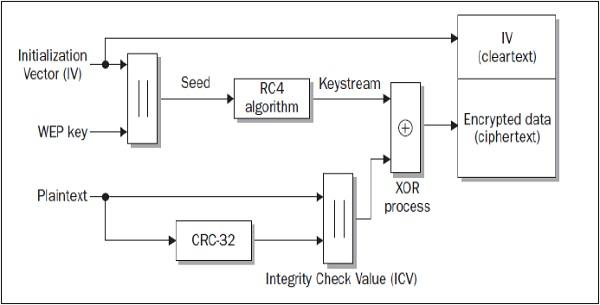 Initialization
Vector (IV)
WEP key
Seed
RC4
algorithm
Keystream
IV
(cleartext)
Encrypted data
(ciphertext)
XOR
process
Plaintext
CRC-32
Integrity Check Value (ICV)